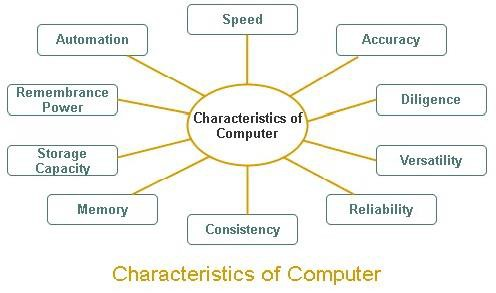 Speed
Automation
Accuracy
Remembrance
Power
Diligence
Characteristics of
Computer
Storage
Capacity
Versatility
Memory
Reliability
Consistency
Characteristics of Computer